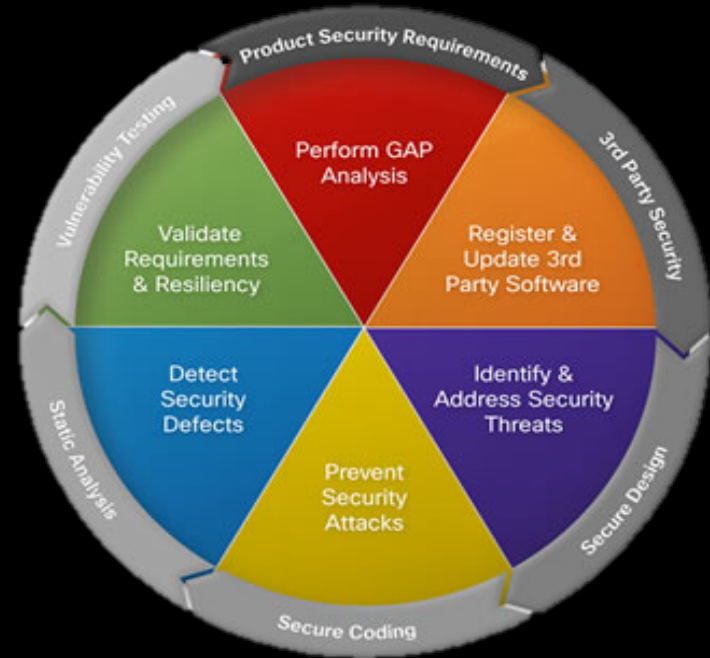 Product Security Requirements
Perform GAP
Analysis
3rd Party Security
Register &
Update 3rd
Party Software
Secure Design
Identify &
Address Security
Threats
Secure Coding
Prevent
Security
Attacks
Static Analysis
Detect
Security
Defects
Vulnerability Testing
Validate
Requirements
& Resiliency